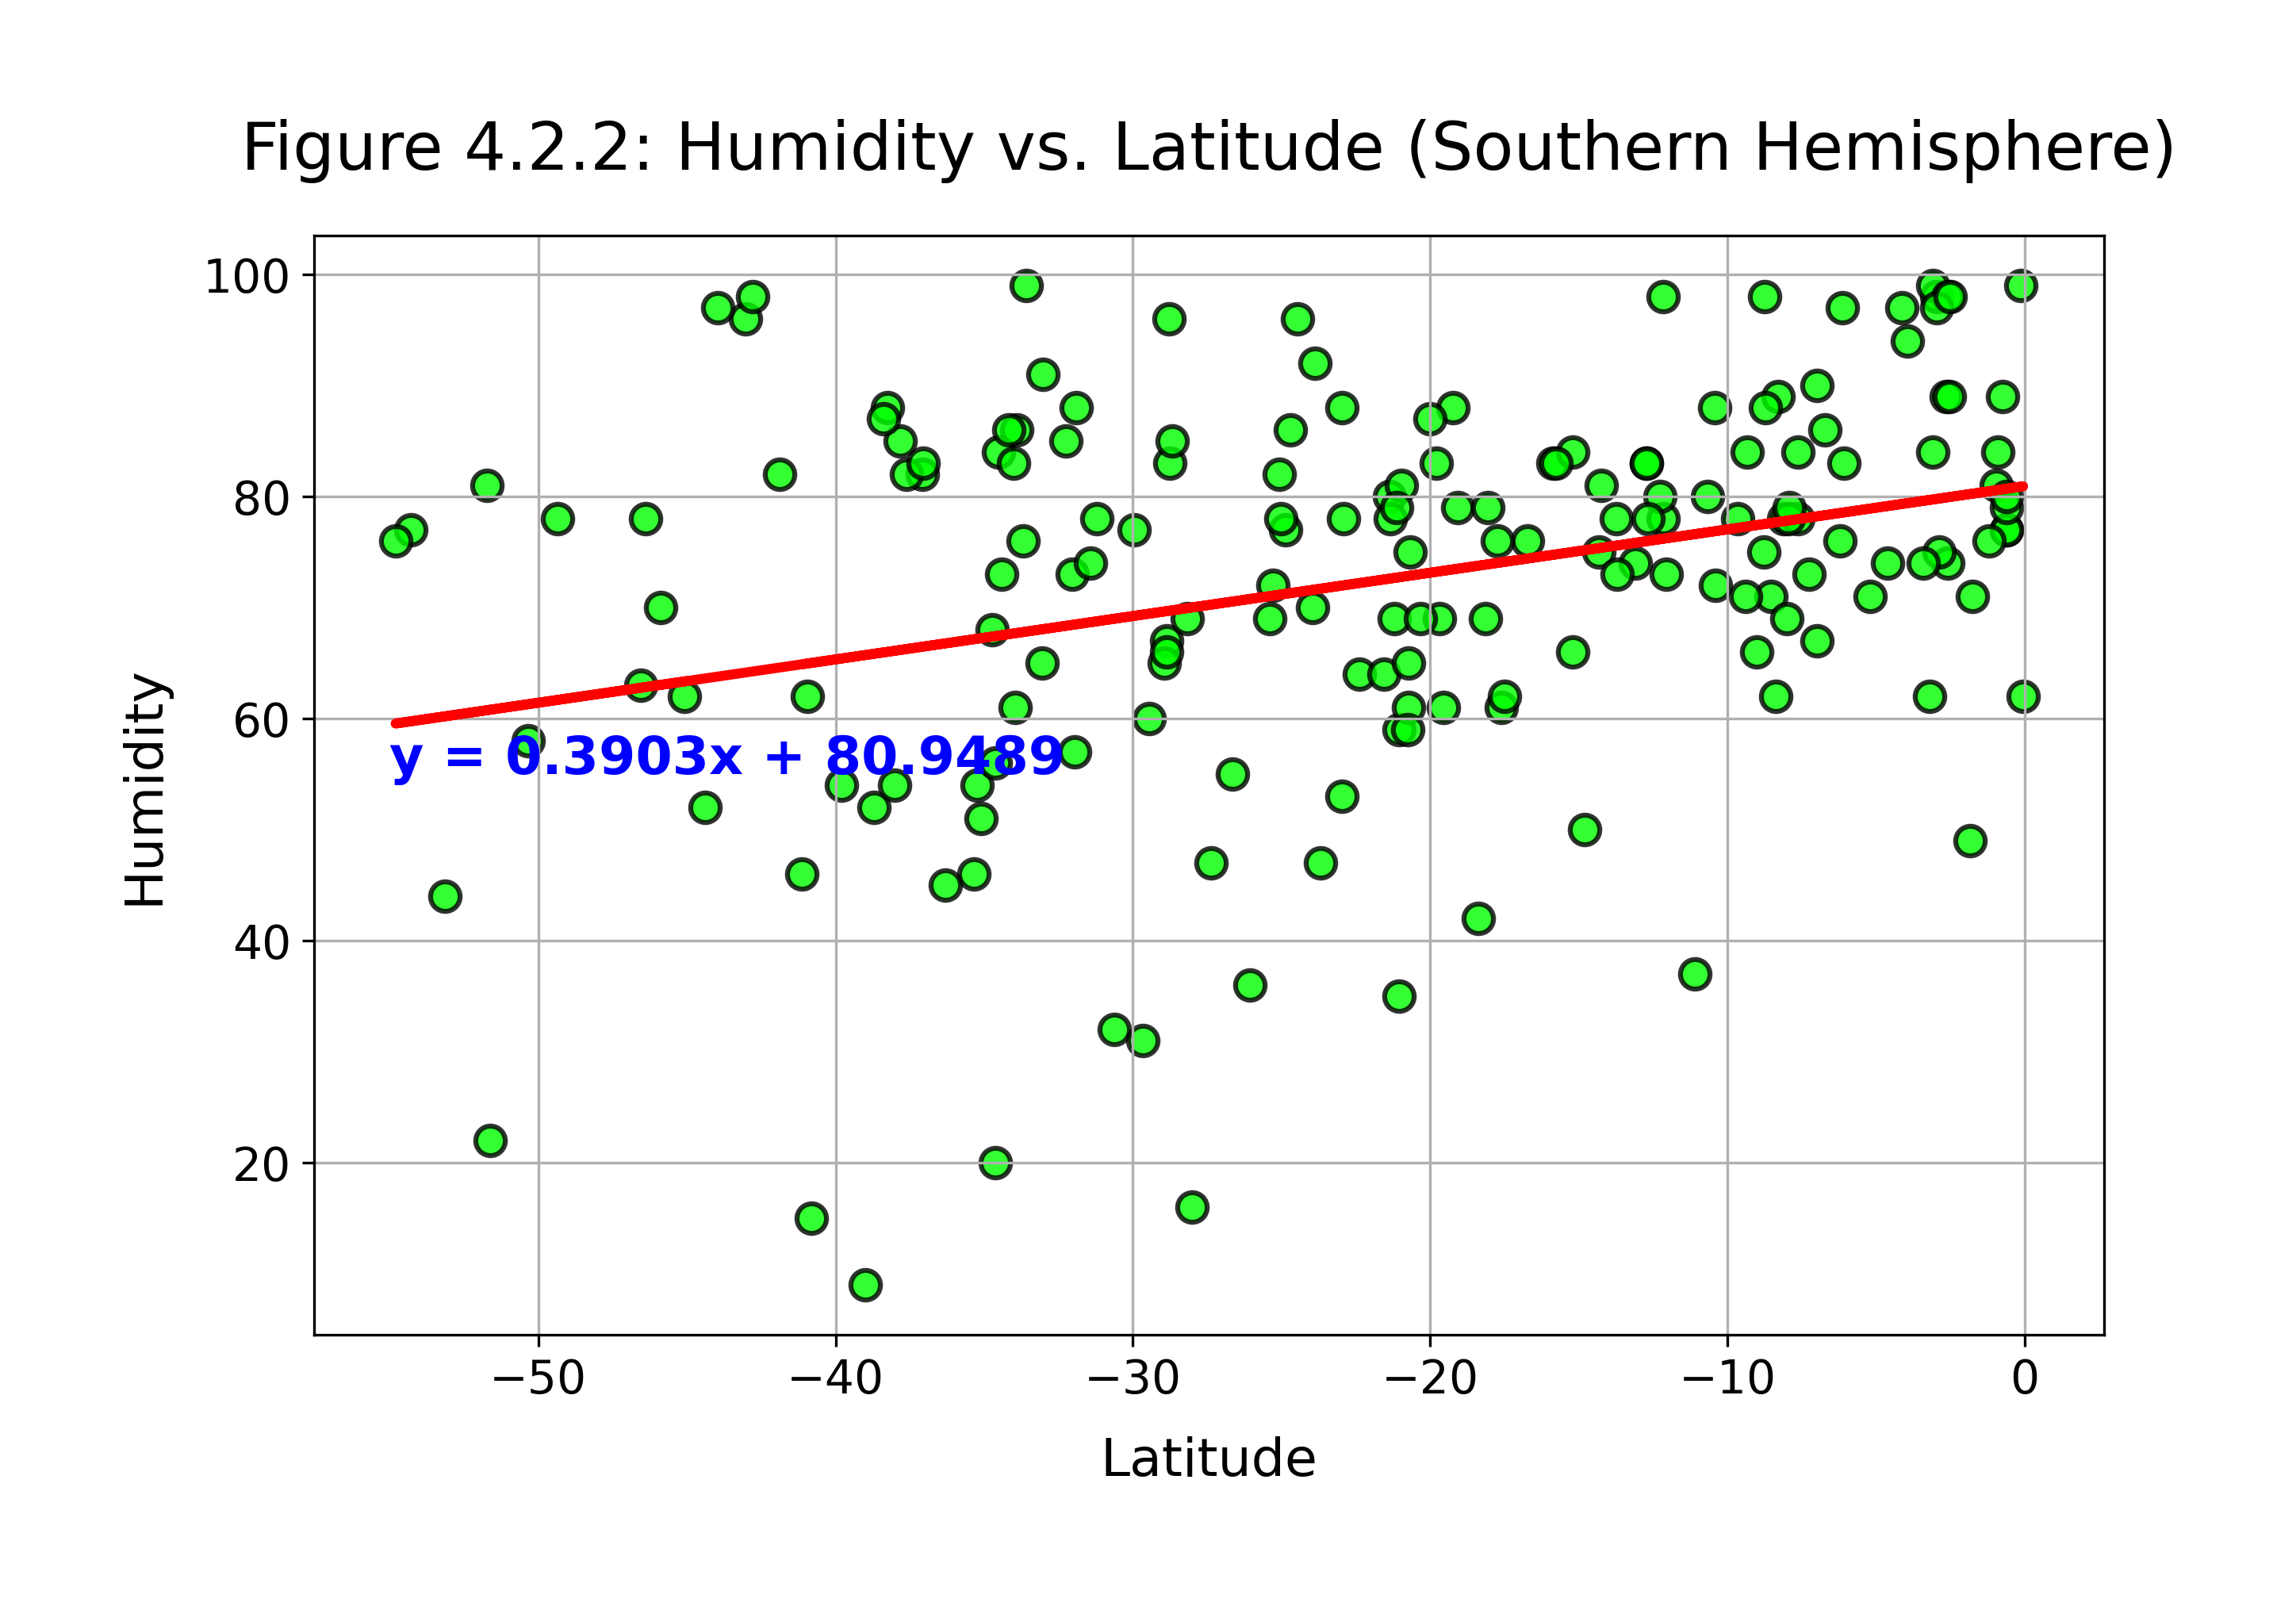 Figure 4.2.2: Humidity vs. Latitude (Southern Hemisphere)
100
80
60
40
20
Humidity
y = 0.3903x + 80.9489
−50 −40 −30 −20 −10 0
Latitude